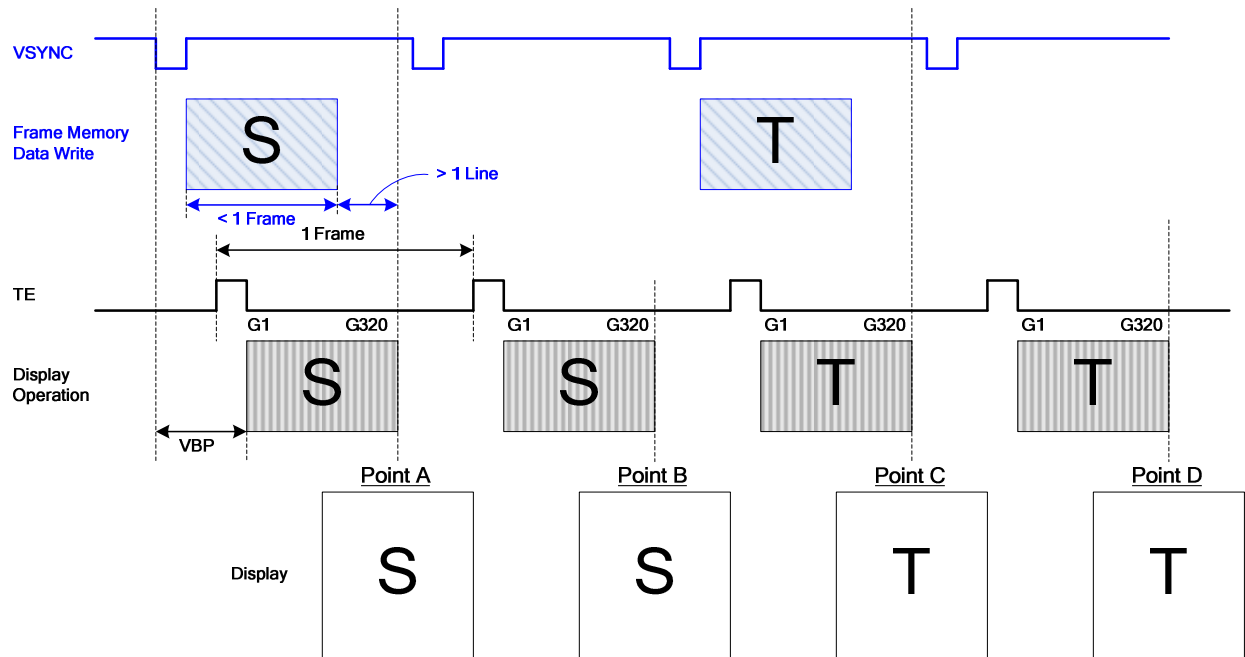 VSYNC
Frame Memory
Data Write
S
T
> 1 Line
< 1 Frame
1 Frame
TE
G1 G320 G1 G320 G1 G320 G1 G320
Display
Operation
S S T T
VBP
Point A Point B Point C Point D
Display
S S T T